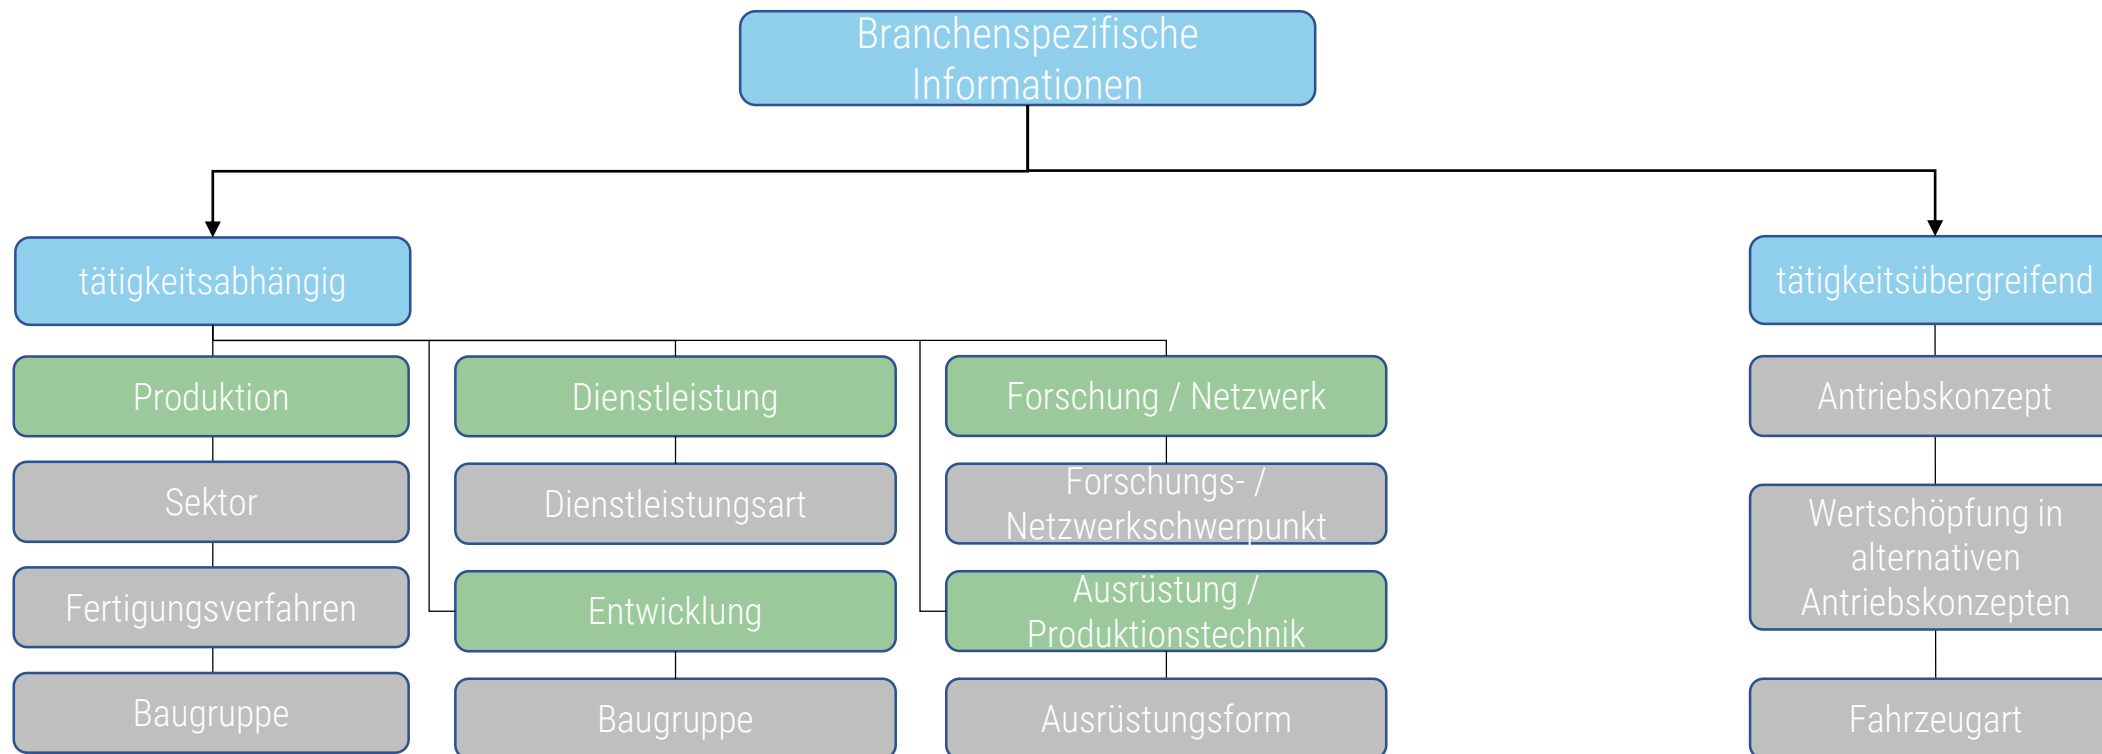 Branchenspezifische
Informationen
tätigkeitsabhängig
tätigkeitsübergreifend
Produktion
Dienstleistung
Forschung / Netzwerk
Antriebskonzept
Sektor
Dienstleistungsart
Forschungs- /
Netzwerkschwerpunkt
Wertschöpfung in
alternativen
Antriebskonzepten
Fertigungsverfahren
Entwicklung
Ausrüstung /
Produktionstechnik
Baugruppe
Baugruppe
Ausrüstungsform
Fahrzeugart